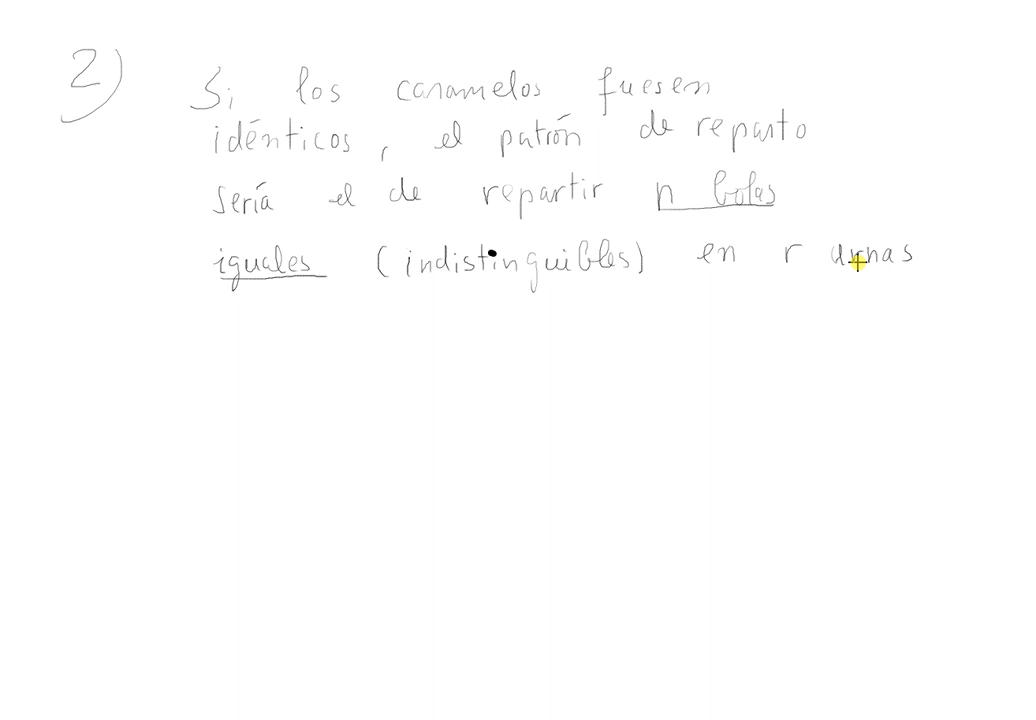 2) Si los caramelos fuesen
idénticos, el patrón de reparto
sería el de repartir n bolas
iguales (indistinguibles) en r urnas